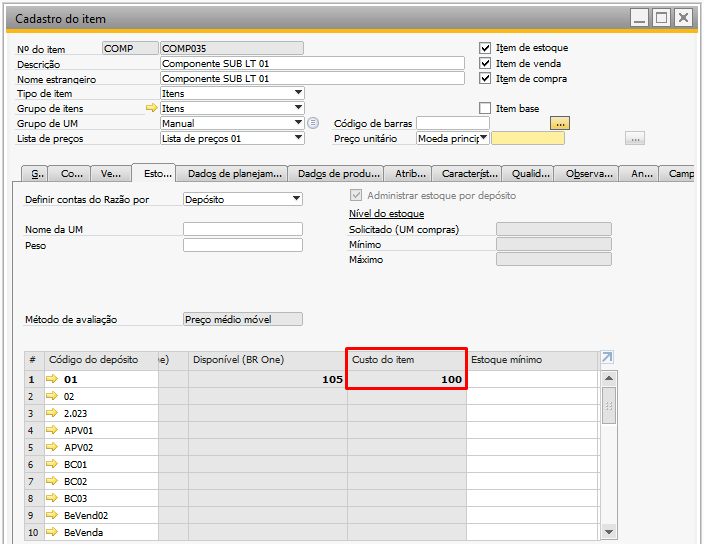 Cadastro do item
Nº do item COMP COMP035
Descrição Componente SUB LT 01
Nome estrangeiro Componente SUB LT 01
Tipo de item Itens
Grupo de itens Itens
Grupo de UM Manual
Lista de preços Lista de preços 01
Item de estoque
Item de venda
Item de compra
Item base
Código de barras ...
Preço unitário Moeda princip ...
G.. Co... Ve... Esto... Dados de planejam... Dados de produ... Atrib... Característ... Qualid... Observa... An... Camp
Definir contas do Razão por Depósito
Nome da UM
Peso
Administrar estoque por depósito
Nível do estoque
Solicitado (UM compras)
Mínimo
Máximo
Método de avaliação Preço médio móvel
# Código do depósito ne) Disponível (BR One) Custo do item Estoque mínimo
1 01 105 100
2 02
3 2.023
4 APV01
5 APV02
6 BC01
7 BC02
8 BC03
9 BeVend02
10 BeVenda